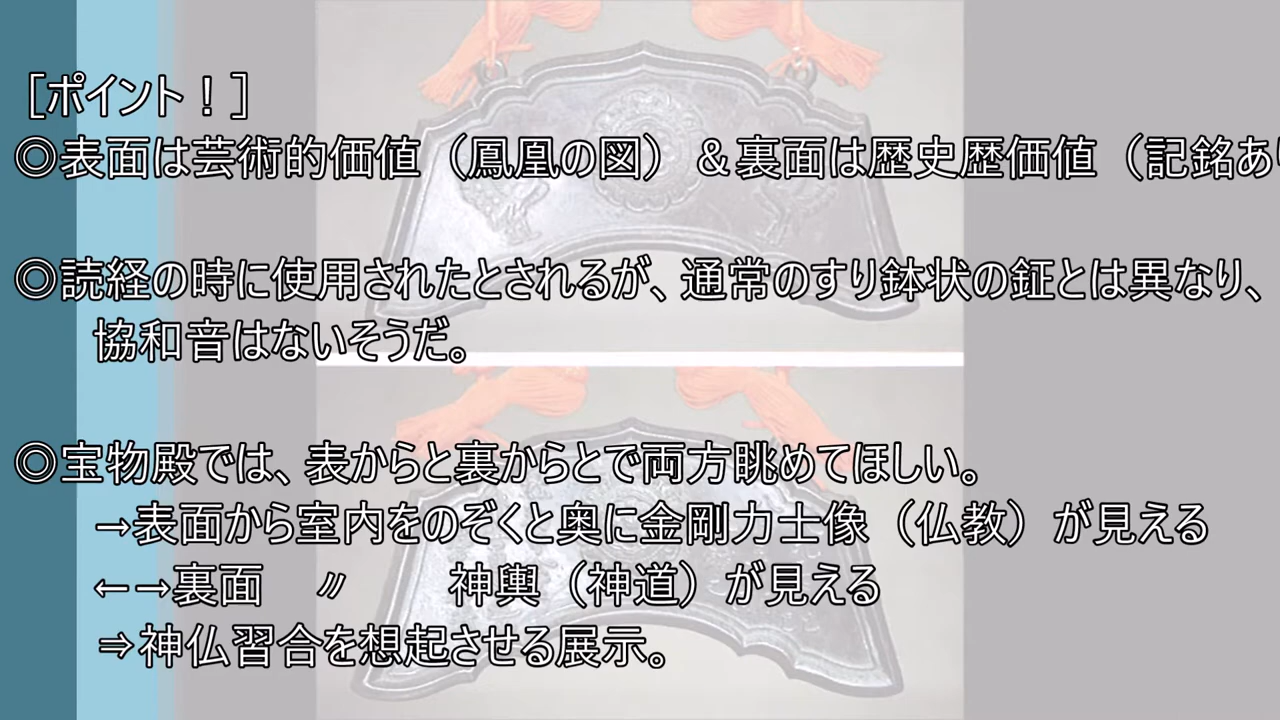 ［ポイント！］
◎表面は芸術的価値（鳳凰の図）＆裏面は歴史歴価値（記銘あ
◎読経の時に使用されたとされるが、通常のすり鉢状の鉦とは異なり、
協和音はないそうだ。
◎宝物殿では、表からと裏からとで両方眺めてほしい。
→表面から室内をのぞくと奥に金剛力士像（仏教）が見える
←→裏面　〃　　　神輿（神道）が見える
⇒神仏習合を想起させる展示。